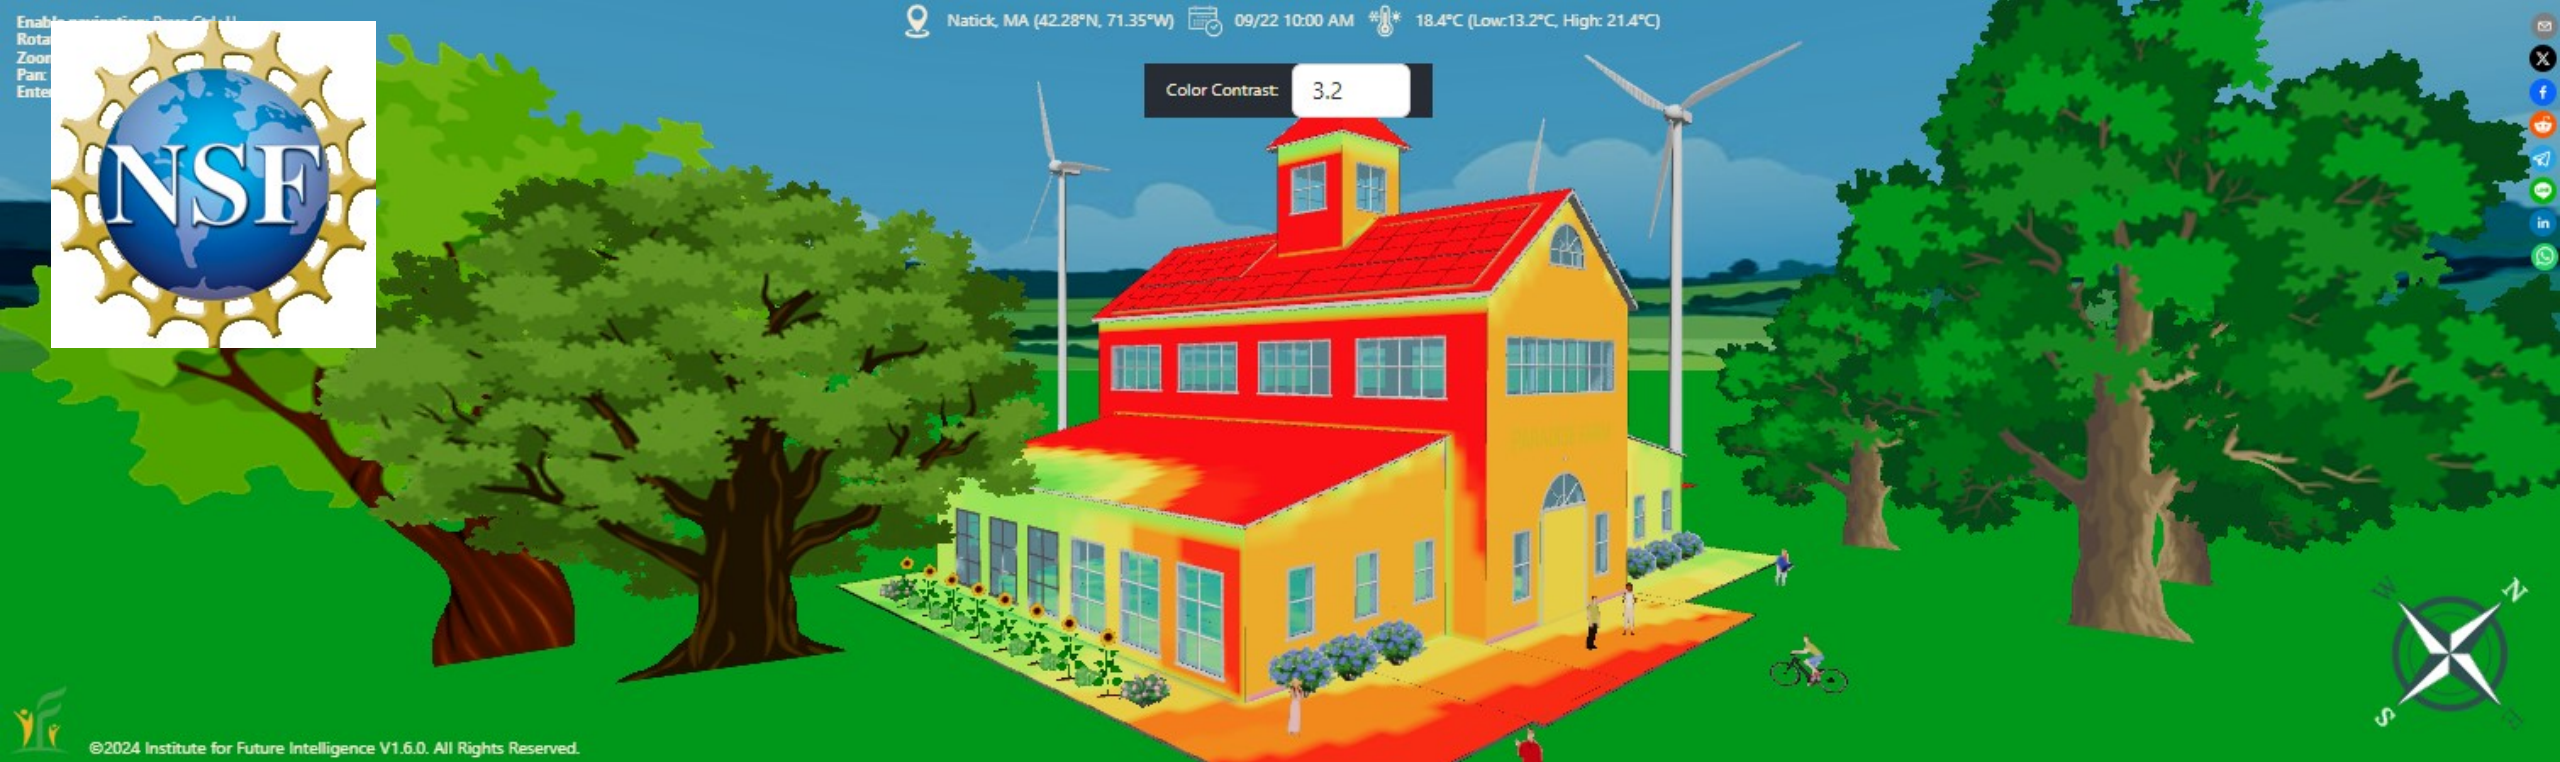 Rota
Zoor
Pan:
Ente
NSF
Natick, MA (42.28°N, 71.35°W) 09/22 10:00 AM 18.4°C (Low:13.2°C, High: 21.4°C)
Color Contrast: 3.2
in
W N
S E
©2024 Institute for Future Intelligence V1.6.0. All Rights Reserved.